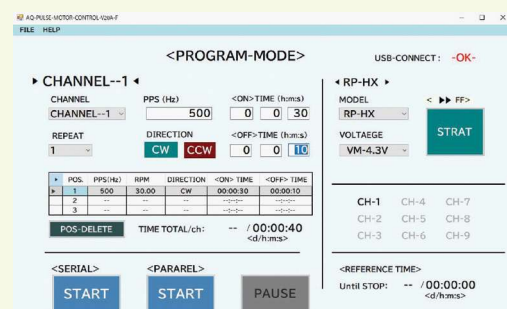 AQ-PULSE-MOTOR-CONTROL-V20A-F
FILE HELP
<PROGRAM-MODE>
USB-CONNECT: -OK-
CHANNEL--1
CHANNEL PPS (Hz) <ON>TIME (h:m:s)
CHANNEL--1 500 0 0 30
REPEAT DIRECTION <OFF>TIME (h:m:s)
1 CW CCW 0 0 10
POS. PPS(Hz) RPM DIRECTION <ON> TIME <OFF> TIME
1 500 30.00 CW 00:00:30 00:00:10
2 -- -- -- --:--:-- --:--:--
3 -- -- -- --:--:-- --:--:--
POS-DELETE TIME TOTAL/ch: -- / 00:00:40
<d/h:m:s>
<SERIAL> <PARAREL>
START START PAUSE
RP-HX
MODEL < ▶▶ FF>
RP-HX
VOLTAEGE STRAT
VM-4.3V
CH-1 CH-4 CH-7
CH-2 CH-5 CH-8
CH-3 CH-6 CH-9
<REFERENCE TIME>
Until STOP: -- / 00:00:00
<d/h:m:s>